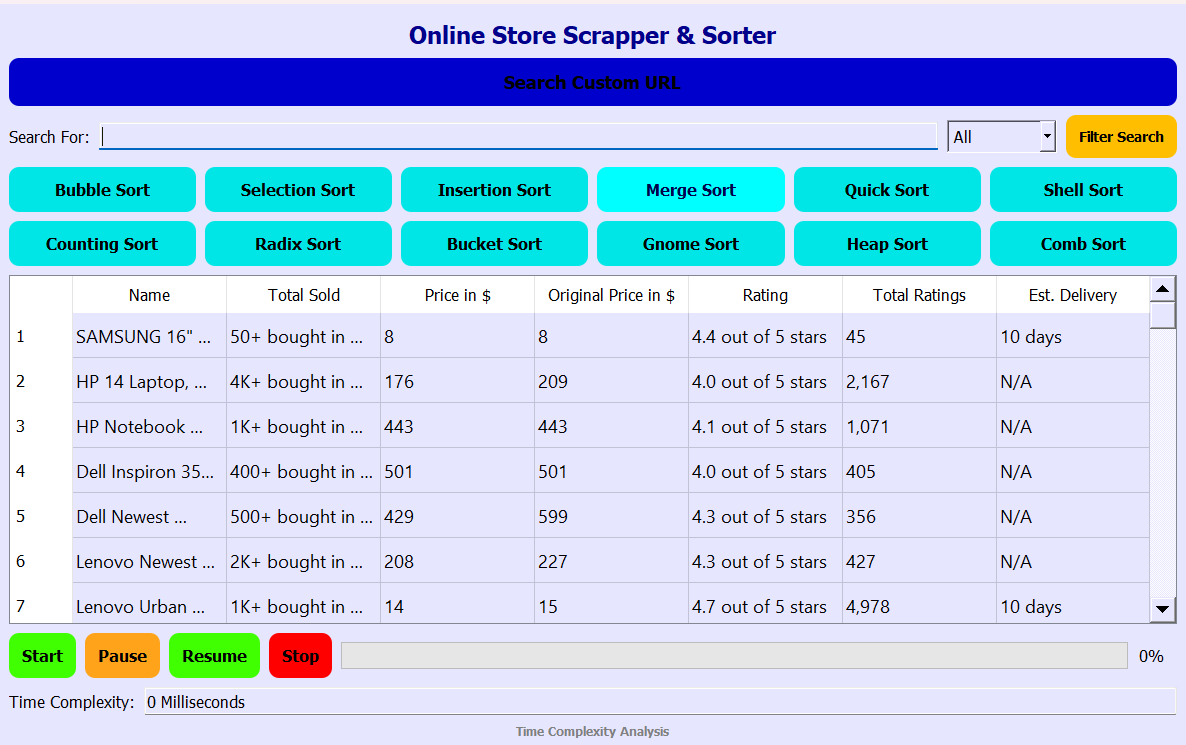 Online Store Scrapper & Sorter
Search Custom URL
Search For: All Filter Search
Bubble Sort Selection Sort Insertion Sort Merge Sort Quick Sort Shell Sort
Counting Sort Radix Sort Bucket Sort Gnome Sort Heap Sort Comb Sort
Name Total Sold Price in $ Original Price in $ Rating Total Ratings Est. Delivery
1 SAMSUNG 16" ... 50+ bought in ... 8 8 4.4 out of 5 stars 45 10 days
2 HP 14 Laptop, ... 4K+ bought in ... 176 209 4.0 out of 5 stars 2,167 N/A
3 HP Notebook ... 1K+ bought in ... 443 443 4.1 out of 5 stars 1,071 N/A
4 Dell Inspiron 35... 400+ bought in ... 501 501 4.0 out of 5 stars 405 N/A
5 Dell Newest ... 500+ bought in ... 429 599 4.3 out of 5 stars 356 N/A
6 Lenovo Newest ... 2K+ bought in ... 208 227 4.3 out of 5 stars 427 N/A
7 Lenovo Urban ... 1K+ bought in ... 14 15 4.7 out of 5 stars 4,978 10 days
Start Pause Resume Stop 0%
Time Complexity: 0 Milliseconds
Time Complexity Analysis